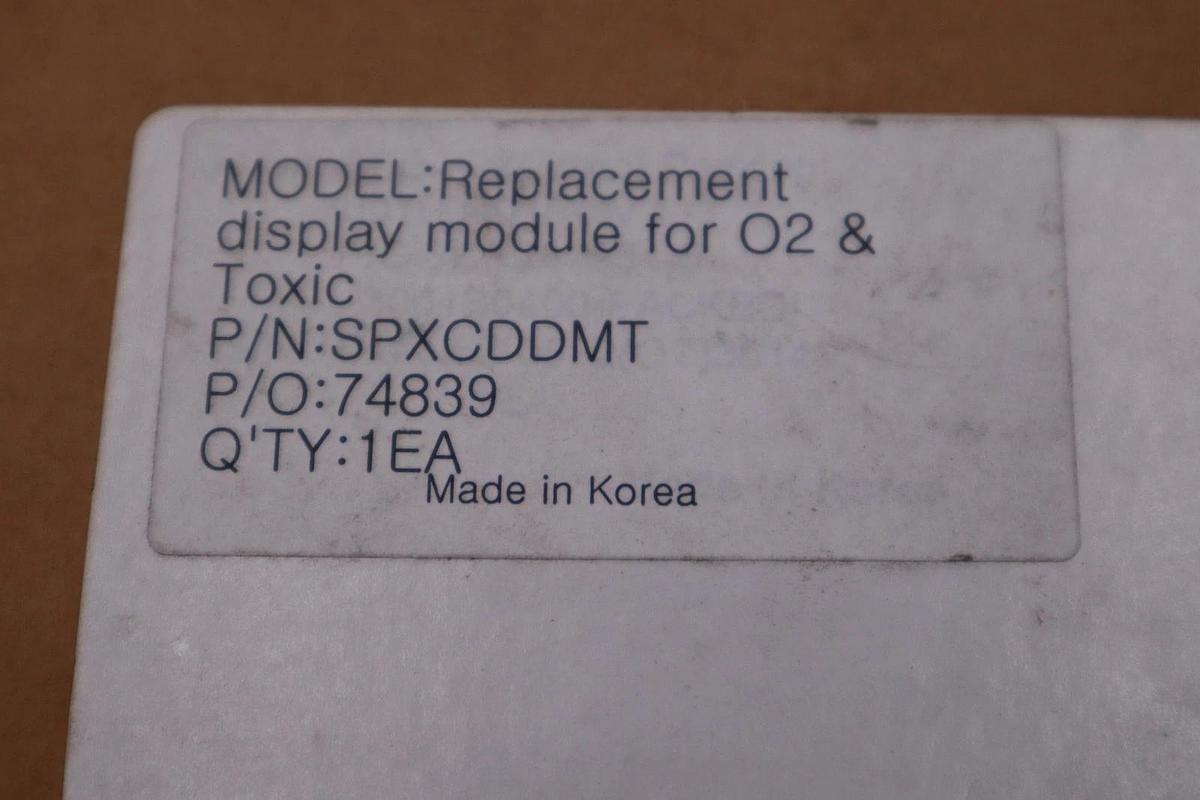 MODEL:Replacement
display module for O2 &
Toxic
P/N:SPXCDDMT
P/O:74839
Q'TY:1EA
Made in Korea